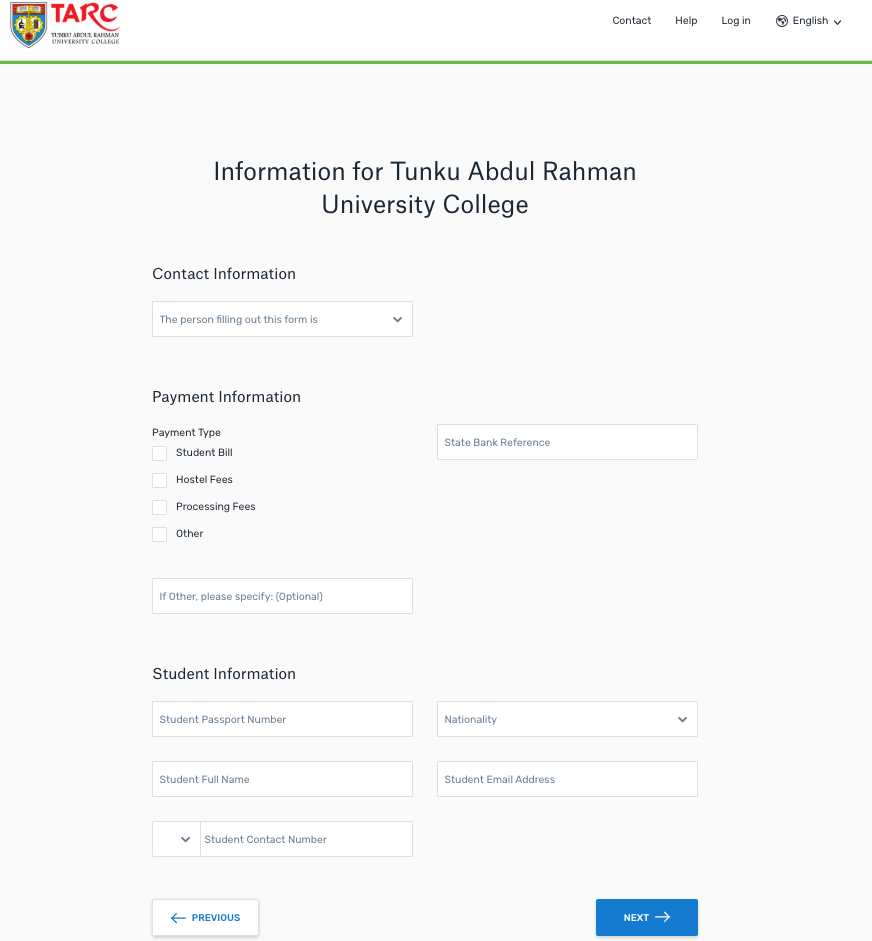 TARC
TUNKU ABDUL RAHMAN
UNIVERSITY COLLEGE
Contact
Help
Log in
English
Information for Tunku Abdul Rahman
University College
Contact Information
The person filling out this form is
Payment Information
Payment Type
Student Bill
Hostel Fees
Processing Fees
Other
State Bank Reference
If Other, please specify: (Optional)
Student Information
Student Passport Number
Nationality
Student Full Name
Student Email Address
Student Contact Number
PREVIOUS
NEXT